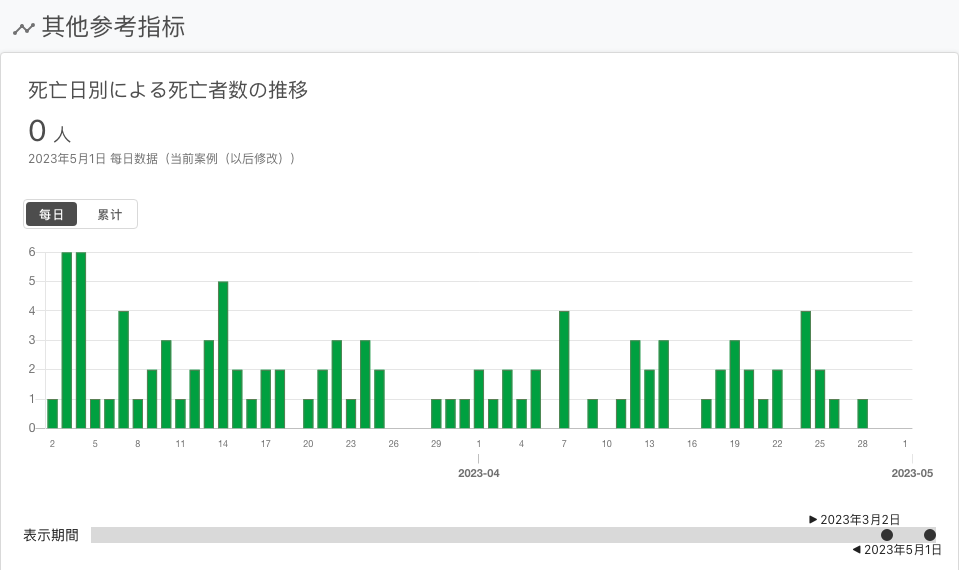 其他参考指标
死亡日別による死亡者数の推移
0 人
2023年5月1日 每日数据（当前案例（以后修改））
每日 累计
6
5
4
3
2
1
0
2 5 8 11 14 17 20 23 26 29 1 4 7 10 13 16 19 22 25 28 1
2023-04 2023-05
2023年3月2日
表示期間
2023年5月1日